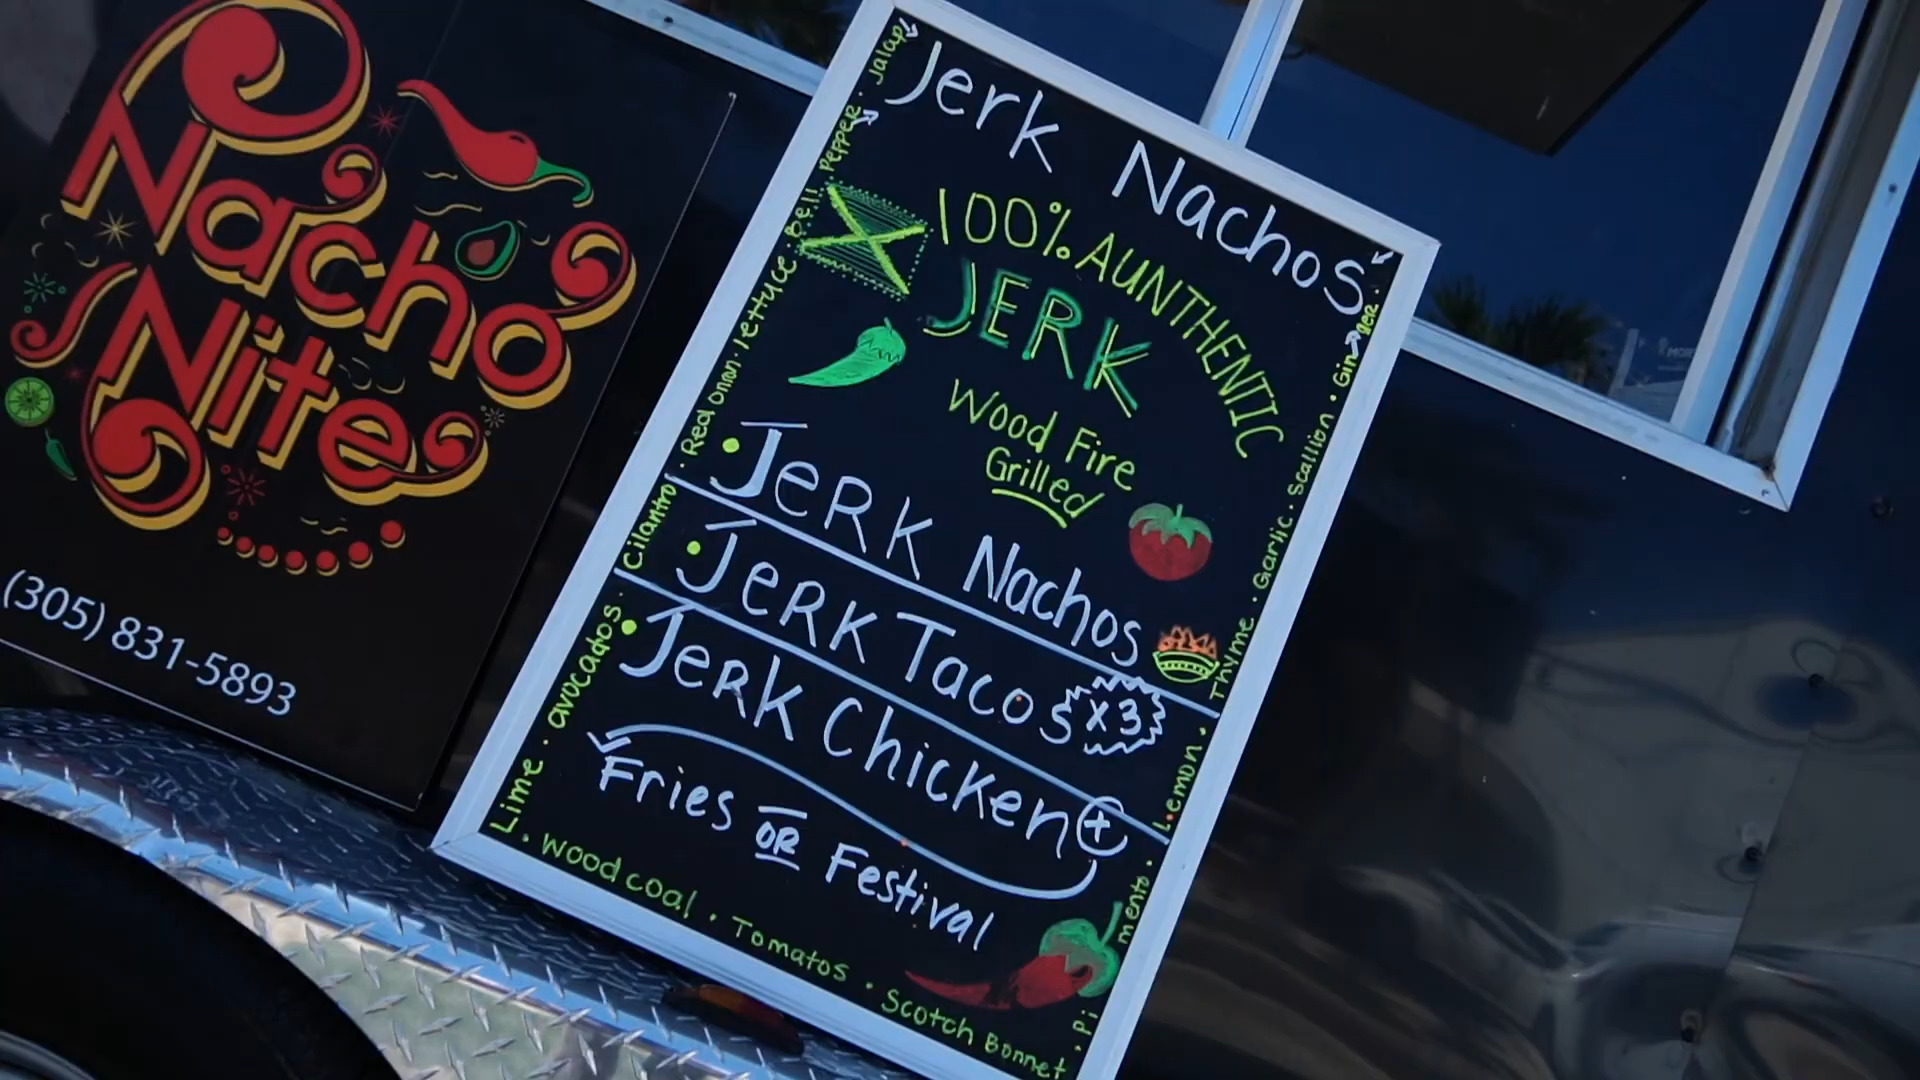 Nacho
Nite
(305) 831-5893
Jerk Nachos
100% AUNTHENTIC
JERK
Wood Fire
Grilled
• JERK Nachos
• JERK Tacos x3
• Jerk Chicken +
Fries OR Festival
Lime • avocados • Cilantro • Red onion • lettuce • Bell Pepper • Jalap
• wood coal • Tomatos • Scotch Bonnet • Pi
mento • Lemon • Thyme • Garlic • Scallion • Ginger •